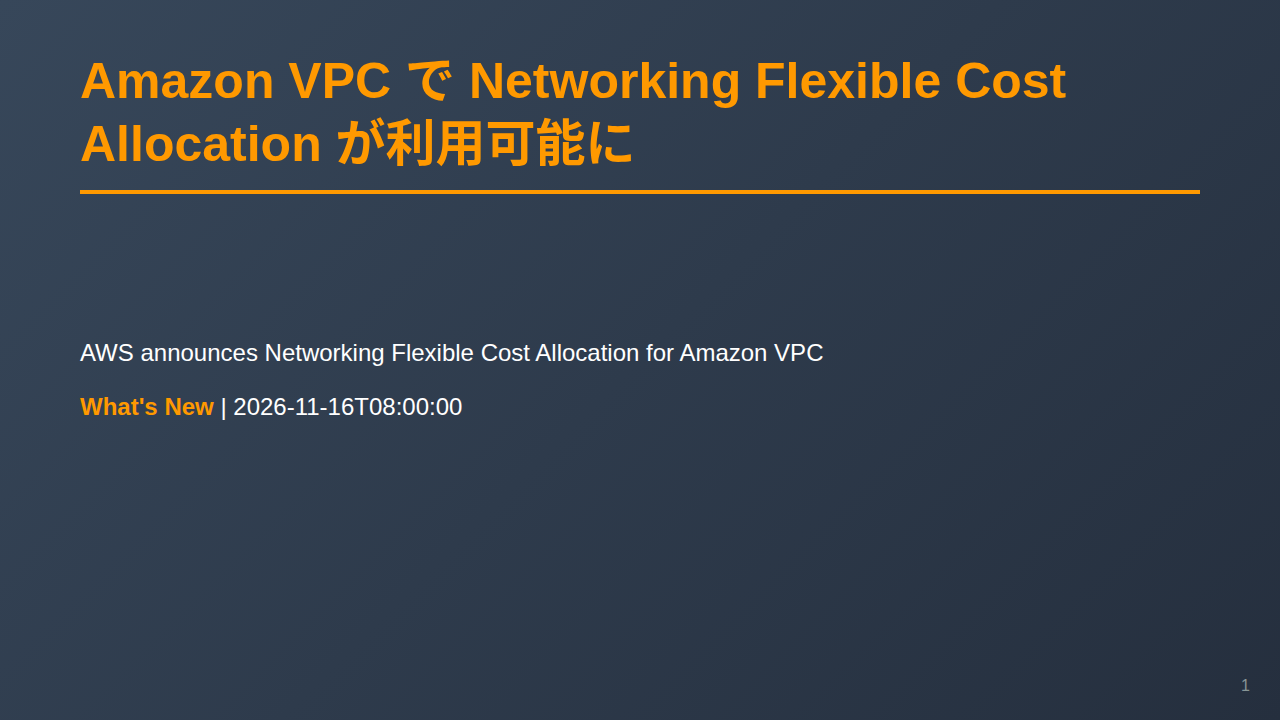 Amazon VPC で Networking Flexible Cost
Allocation が利用可能に
AWS announces Networking Flexible Cost Allocation for Amazon VPC
What's New | 2026-11-16T08:00:00
1